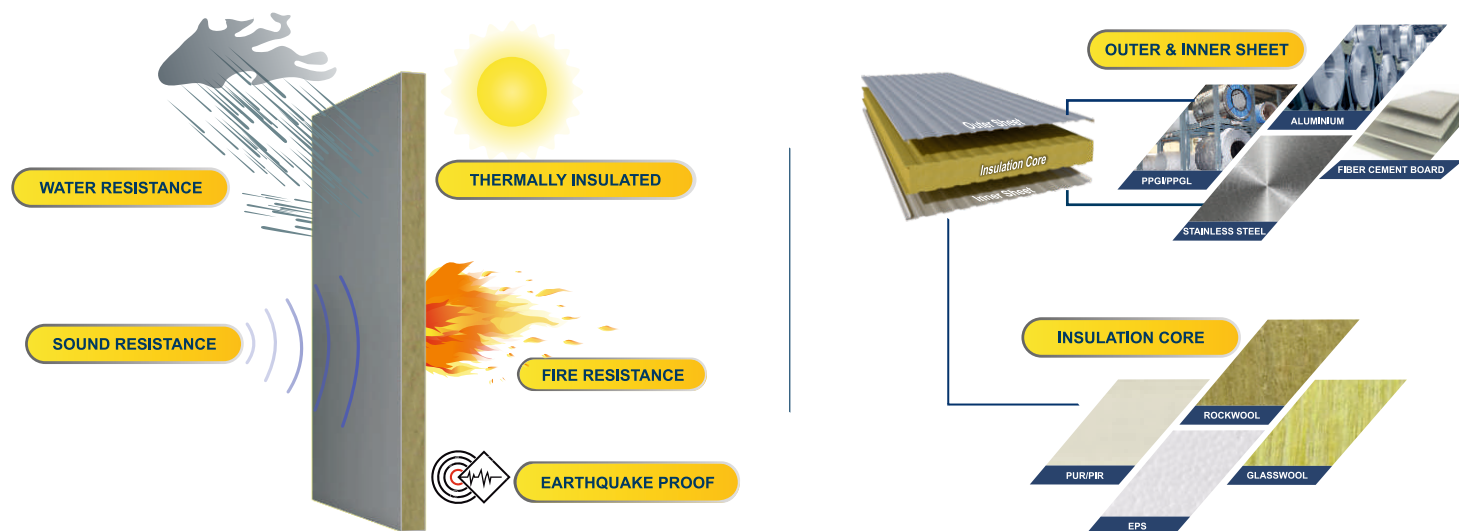 WATER RESISTANCE
THERMALLY INSULATED
SOUND RESISTANCE
FIRE RESISTANCE
EARTHQUAKE PROOF
OUTER & INNER SHEET
Outer Sheet
Insulation Core
Inner Sheet
ALUMINIUM
FIBER CEMENT BOARD
PPGI/PPGL
STAINLESS STEEL
INSULATION CORE
ROCKWOOL
PUR/PIR
GLASSWOOL
EPS